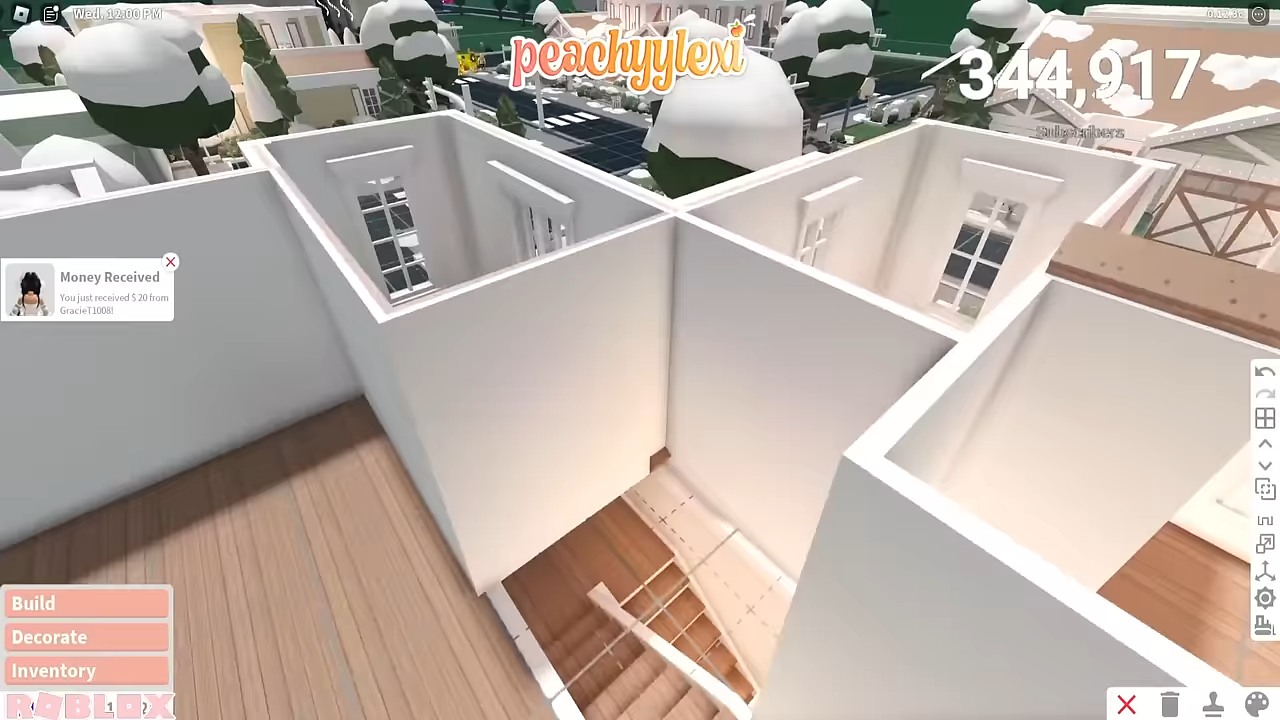 Wed. 12:00 PM
peachyylexi
344,917
Subscribers
Money Received
You just received $20 from
GracieT1008!
Build
Decorate
Inventory
ROBLOX